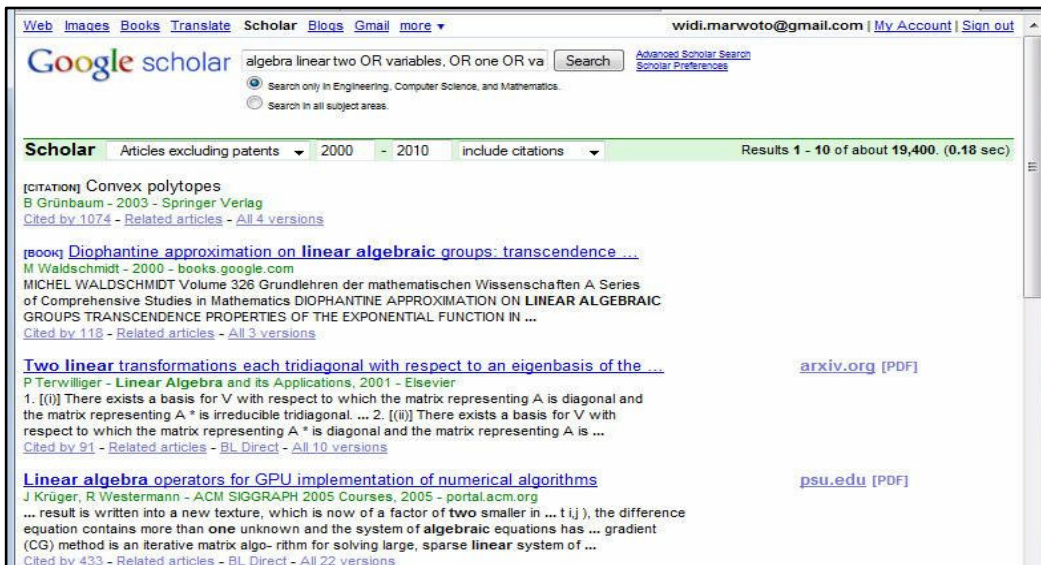 Web Images Books Translate Scholar Blogs Gmail more ▾ widi.marwoto@gmail.com | My Account | Sign out
Google scholar algebra linear two OR variables, OR one OR va Search Advanced Scholar Search
Scholar Preferences
Search only in Engineering, Computer Science, and Mathematics.
Search in all subject areas.
Scholar Articles excluding patents 2000 - 2010 include citations Results 1 - 10 of about 19,400. (0.18 sec)
[CITATION] Convex polytopes
B Grünbaum - 2003 - Springer Verlag
Cited by 1074 - Related articles - All 4 versions
[BOOK] Diophantine approximation on linear algebraic groups: transcendence ...
M Waldschmidt - 2000 - books.google.com
MICHEL WALDSCHMIDT Volume 326 Grundlehren der mathematischen Wissenschaften A Series
of Comprehensive Studies in Mathematics DIOPHANTINE APPROXIMATION ON LINEAR ALGEBRAIC
GROUPS TRANSCENDENCE PROPERTIES OF THE EXPONENTIAL FUNCTION IN ...
Cited by 118 - Related articles - All 3 versions
Two linear transformations each tridiagonal with respect to an eigenbasis of the ... arxiv.org [PDF]
P Terwilliger - Linear Algebra and its Applications, 2001 - Elsevier
1. [(i)] There exists a basis for V with respect to which the matrix representing A is diagonal and
the matrix representing A * is irreducible tridiagonal. ... 2. [(ii)] There exists a basis for V with
respect to which the matrix representing A * is diagonal and the matrix representing A is ...
Cited by 91 - Related articles - BL Direct - All 10 versions
Linear algebra operators for GPU implementation of numerical algorithms psu.edu [PDF]
J Krüger, R Westermann - ACM SIGGRAPH 2005 Courses, 2005 - portal.acm.org
... result is written into a new texture, which is now of a factor of two smaller in ... t i,j ), the difference
equation contains more than one unknown and the system of algebraic equations has ... gradient
(CG) method is an iterative matrix algo- rithm for solving large, sparse linear system of ...
Cited by 433 - Related articles - BL Direct - All 22 versions